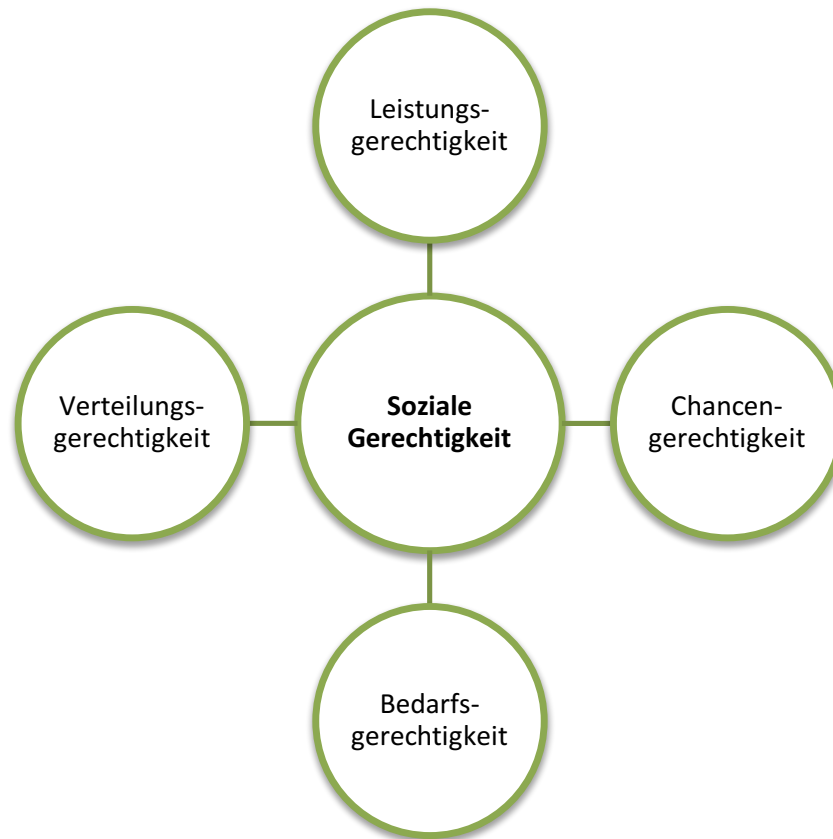 Leistungs-
gerechtigkeit
Verteilungs-
gerechtigkeit
Soziale
Gerechtigkeit
Chancen-
gerechtigkeit
Bedarfs-
gerechtigkeit